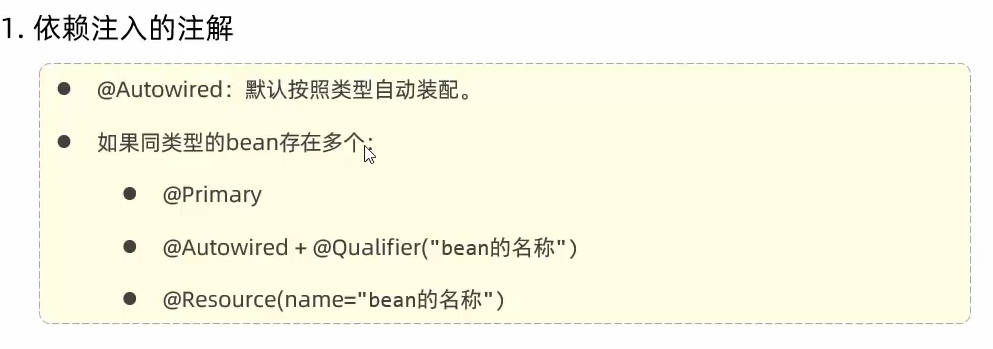 1. 依赖注入的注解
@Autowired：默认按照类型自动装配。
如果同类型的bean存在多个：
@Primary
@Autowired + @Qualifier("bean的名称")
@Resource(name="bean的名称")